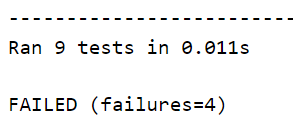 -------------------------
Ran 9 tests in 0.011s
FAILED (failures=4)